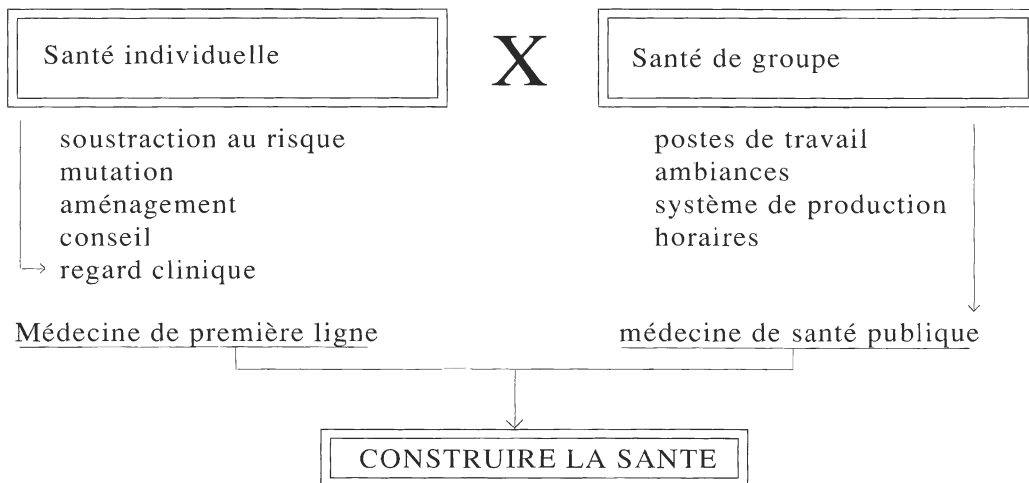 Santé individuelle
X
Santé de groupe
soustraction au risque
mutation
aménagement
conseil
regard clinique
postes de travail
ambiances
système de production
horaires
Médecine de première ligne
médecine de santé publique
CONSTRUIRE LA SANTE